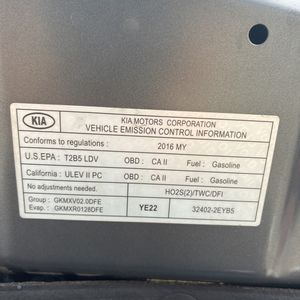 KIA
KIA MOTORS CORPORATION
VEHICLE EMISSION CONTROL INFORMATION
Conforms to regulations : 2016 MY
U.S.EPA : T2B5 LDV OBD : CA II Fuel : Gasoline
California : ULEV II PC OBD : CA II Fuel : Gasoline
No adjustments needed. HO2S(2)/TWC/DFI
Group : GKMXV02.0DFE
Evap. : GKMXR0128DFE YE22 32402-2EYB5